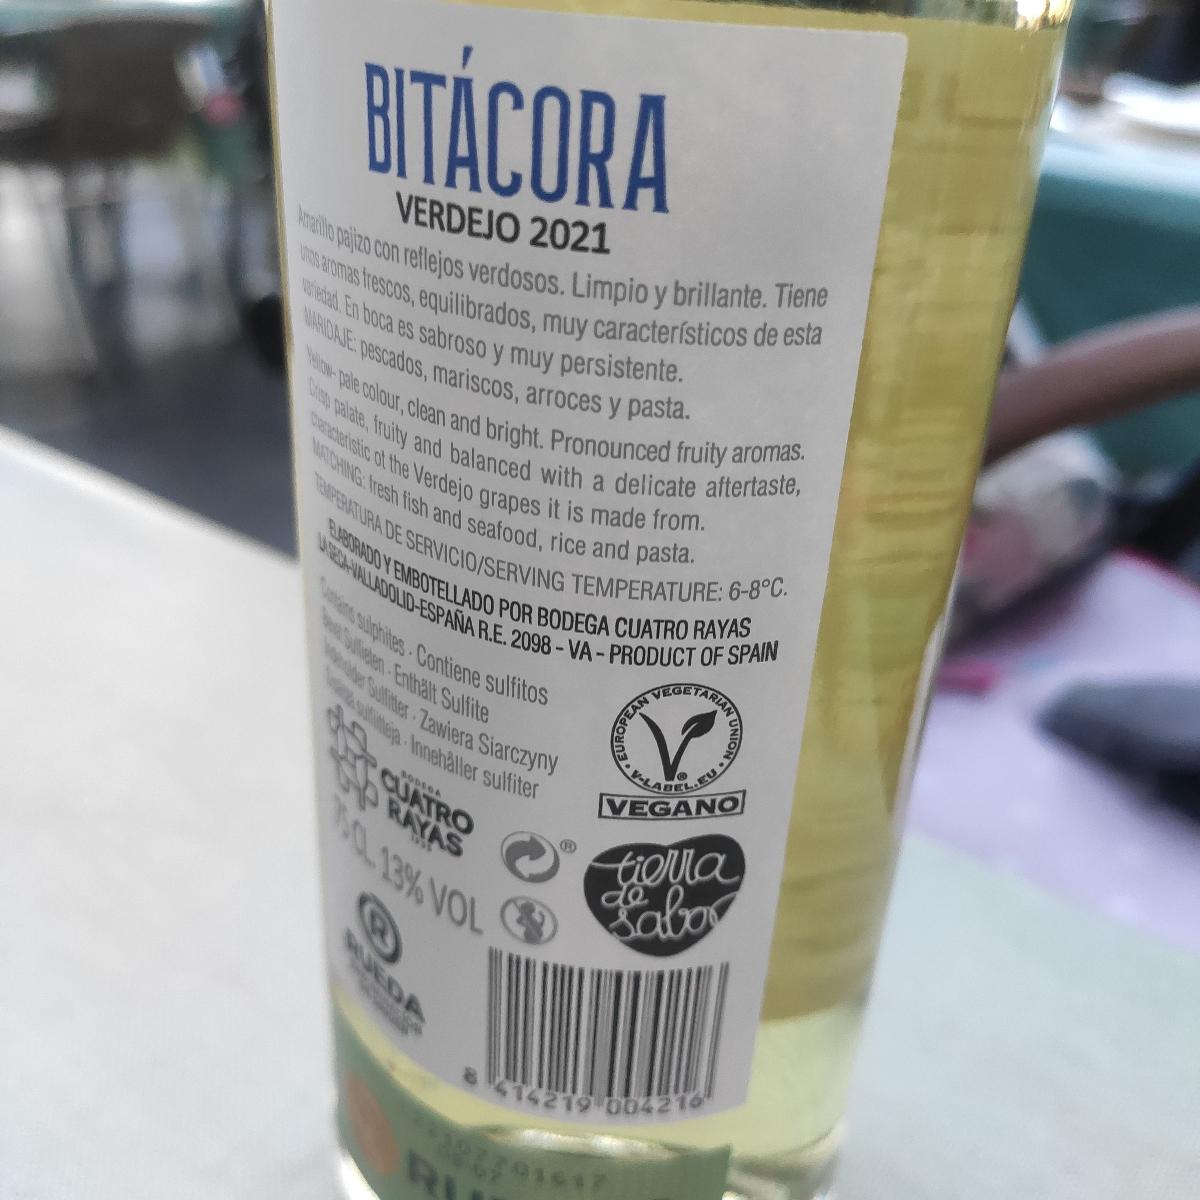 BITÁCORA
VERDEJO 2021
Amarillo pajizo con reflejos verdosos. Limpio y brillante. Tiene
unos aromas frescos, equilibrados, muy característicos de esta
variedad. En boca es sabroso y muy persistente.
MARIDAJE: pescados, mariscos, arroces y pasta.
Yellow- pale colour, clean and bright. Pronounced fruity aromas.
Crisp palate, fruity and balanced with a delicate aftertaste,
characteristic ot the Verdejo grapes it is made from.
MATCHING: fresh fish and seafood, rice and pasta.
TEMPERATURA DE SERVICIO/SERVING TEMPERATURE: 6-8°C.
ELABORADO Y EMBOTELLADO POR BODEGA CUATRO RAYAS
LA SECA-VALLADOLID-ESPAÑA R.E. 2098 - VA - PRODUCT OF SPAIN
Contains sulphites · Contiene sulfitos
Bevat Sulfieten · Enthält Sulfite
Indeholder Sulfitter · Zawiera Siarczyny
sulfiitteja · Innehåller sulfiter
EUROPEAN VEGETARIAN UNION
V-LABEL.EU
VEGANO
BODEGA
CUATRO
RAYAS
75 CL. 13% VOL
tierra
de
sabor
R
RUEDA
8 414219 004216